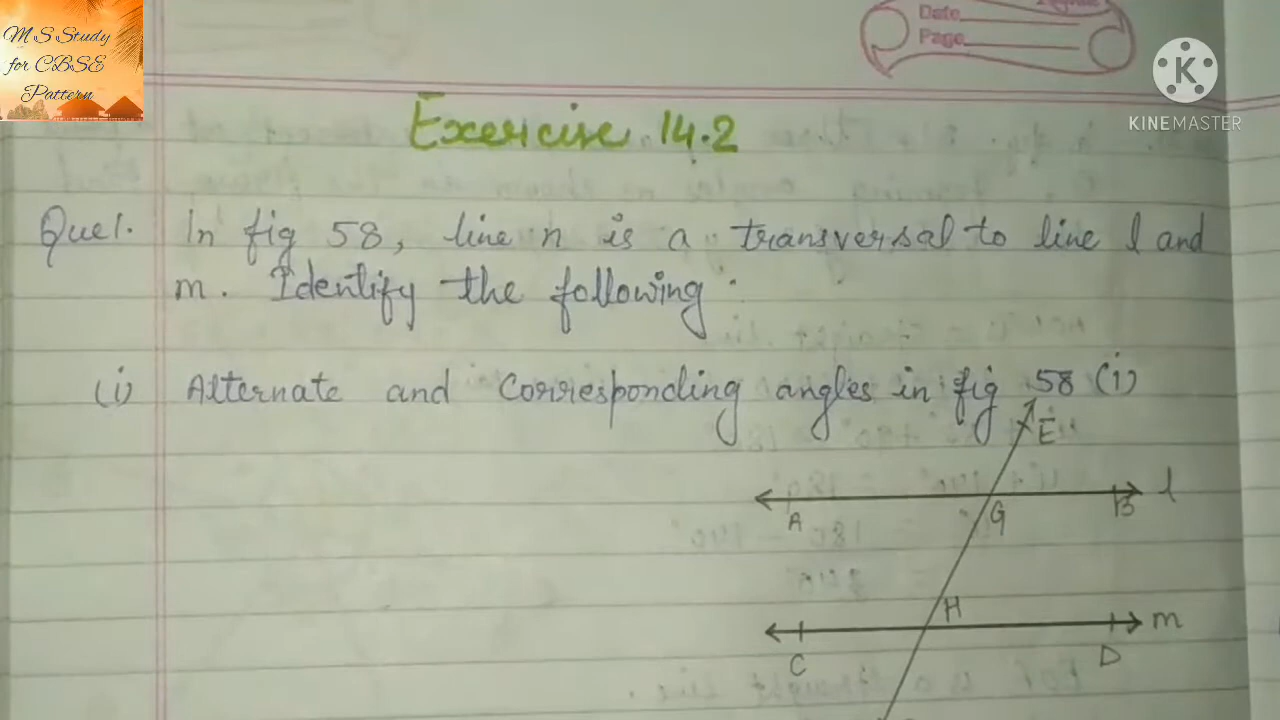 M S Study
for CBSE
Pattern
Date
Page
K
KINEMASTER
Exercise 14.2
Que1. In fig 58, line n is a transversal to line l and
m. Identify the following:
(i) Alternate and Corresponding angles in fig 58 (i)
E
l
A
G
B
H
m
C
D